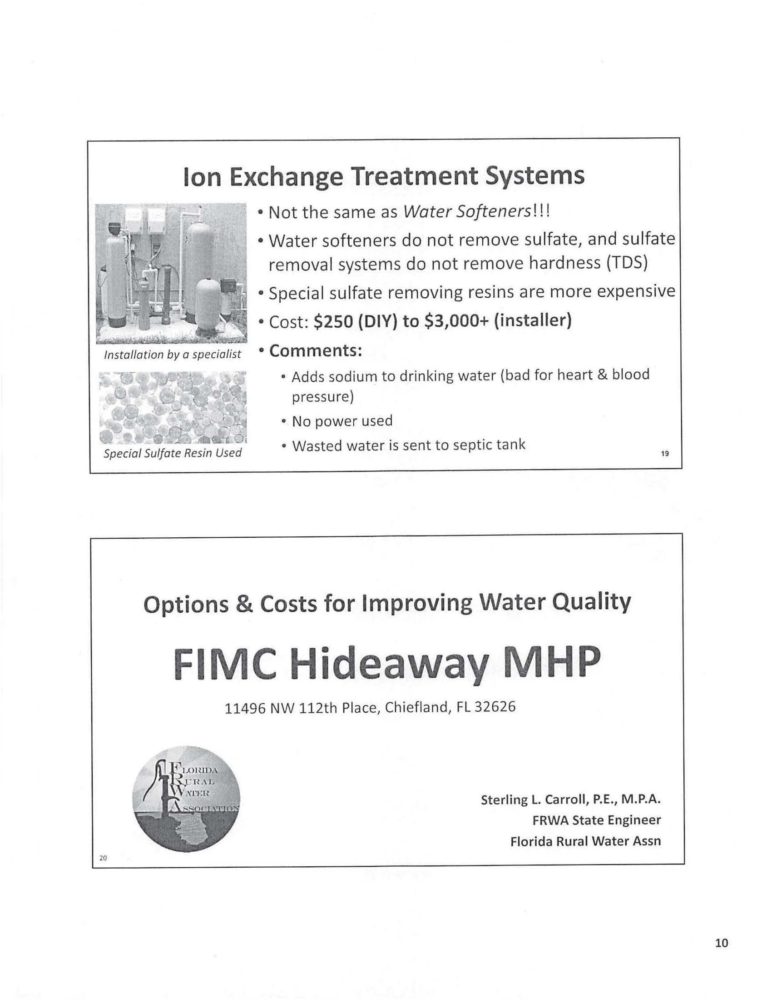 Ion Exchange Treatment Systems
• Not the same as Water Softeners!!!
• Water softeners do not remove sulfate, and sulfate
removal systems do not remove hardness (TDS)
• Special sulfate removing resins are more expensive
• Cost: $250 (DIY) to $3,000+ (installer)
• Comments:
• Adds sodium to drinking water (bad for heart & blood
pressure)
• No power used
• Wasted water is sent to septic tank
Installation by a specialist
Special Sulfate Resin Used
19
Options & Costs for Improving Water Quality
FIMC Hideaway MHP
11496 NW 112th Place, Chiefland, FL 32626
FLORIDA
RURAL
WATER
ASSOCIATION
Sterling L. Carroll, P.E., M.P.A.
FRWA State Engineer
Florida Rural Water Assn
20
10